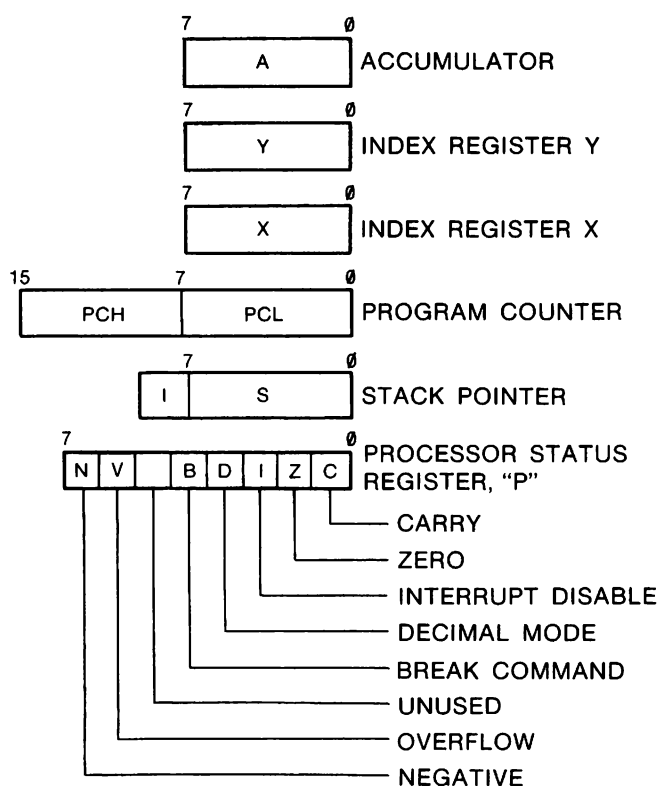 7 0
A ACCUMULATOR
7 0
Y INDEX REGISTER Y
7 0
X INDEX REGISTER X
15 7 0
PCH PCL PROGRAM COUNTER
7 0
I S STACK POINTER
7 0
N V B D I Z C PROCESSOR STATUS
REGISTER, “P”
CARRY
ZERO
INTERRUPT DISABLE
DECIMAL MODE
BREAK COMMAND
UNUSED
OVERFLOW
NEGATIVE